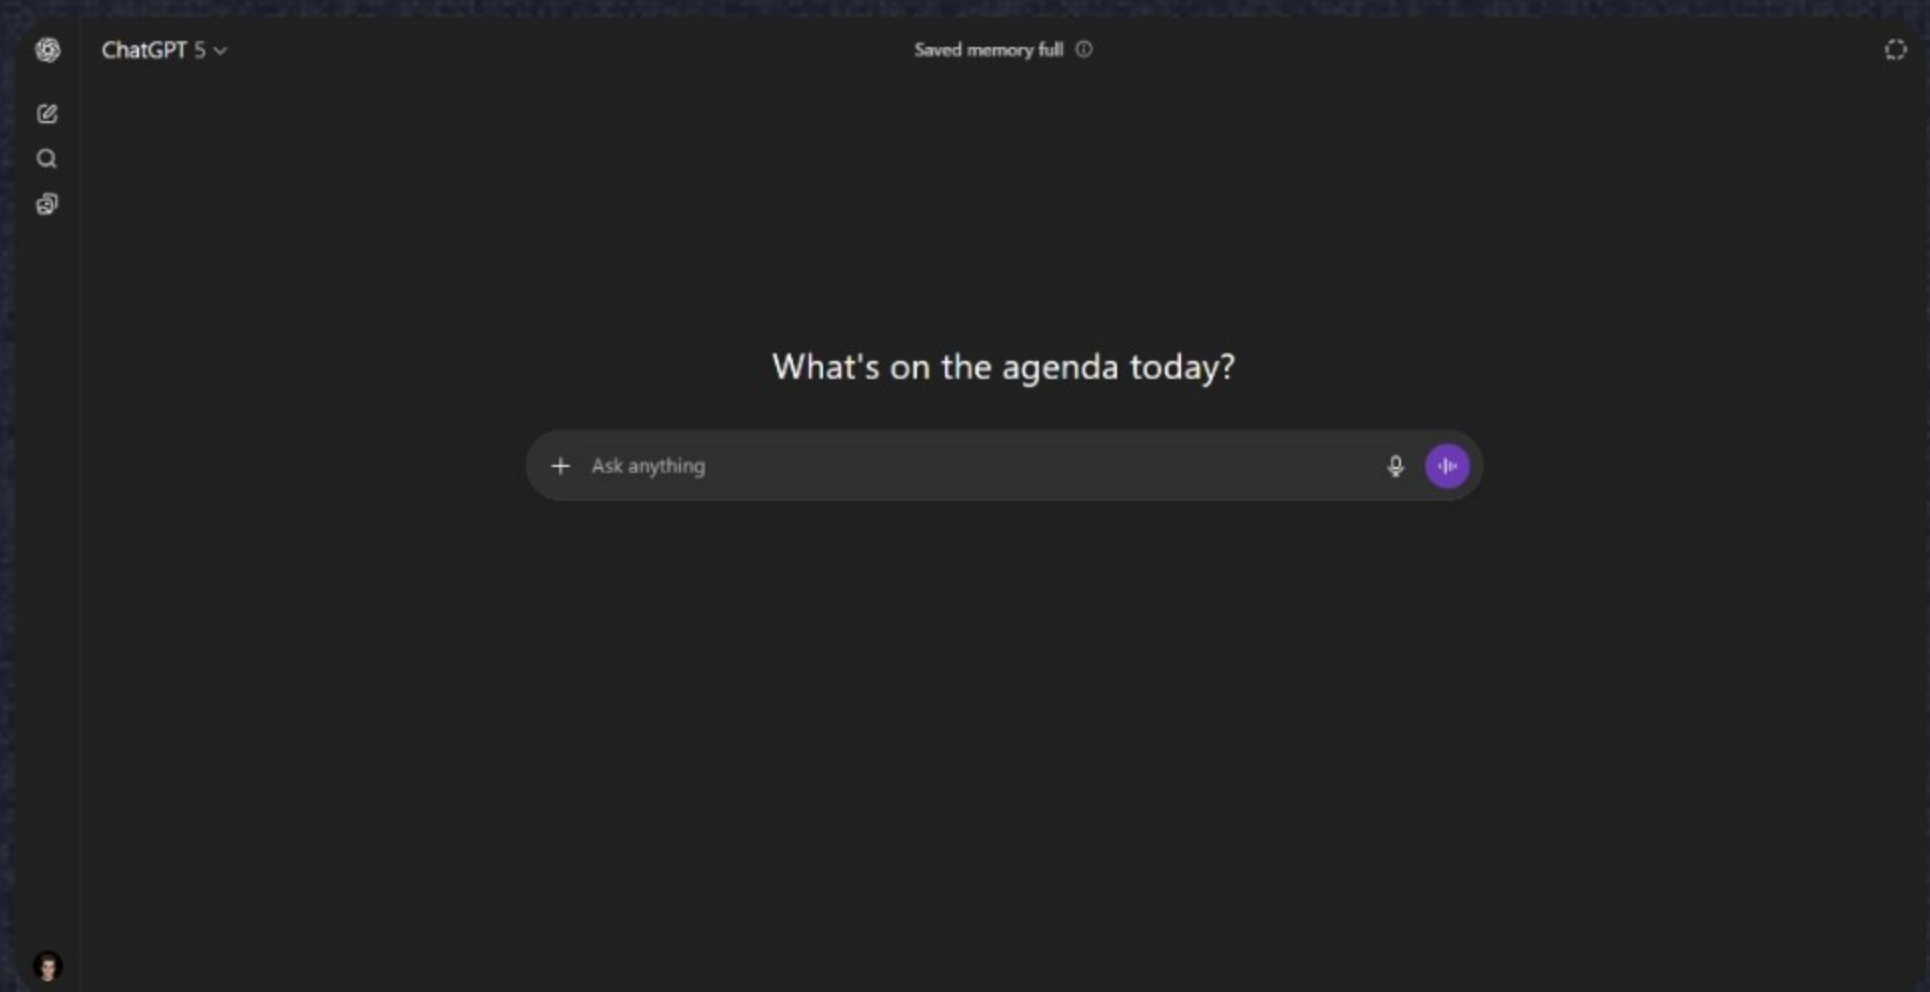 ChatGPT 5
Saved memory full
What's on the agenda today?
Ask anything